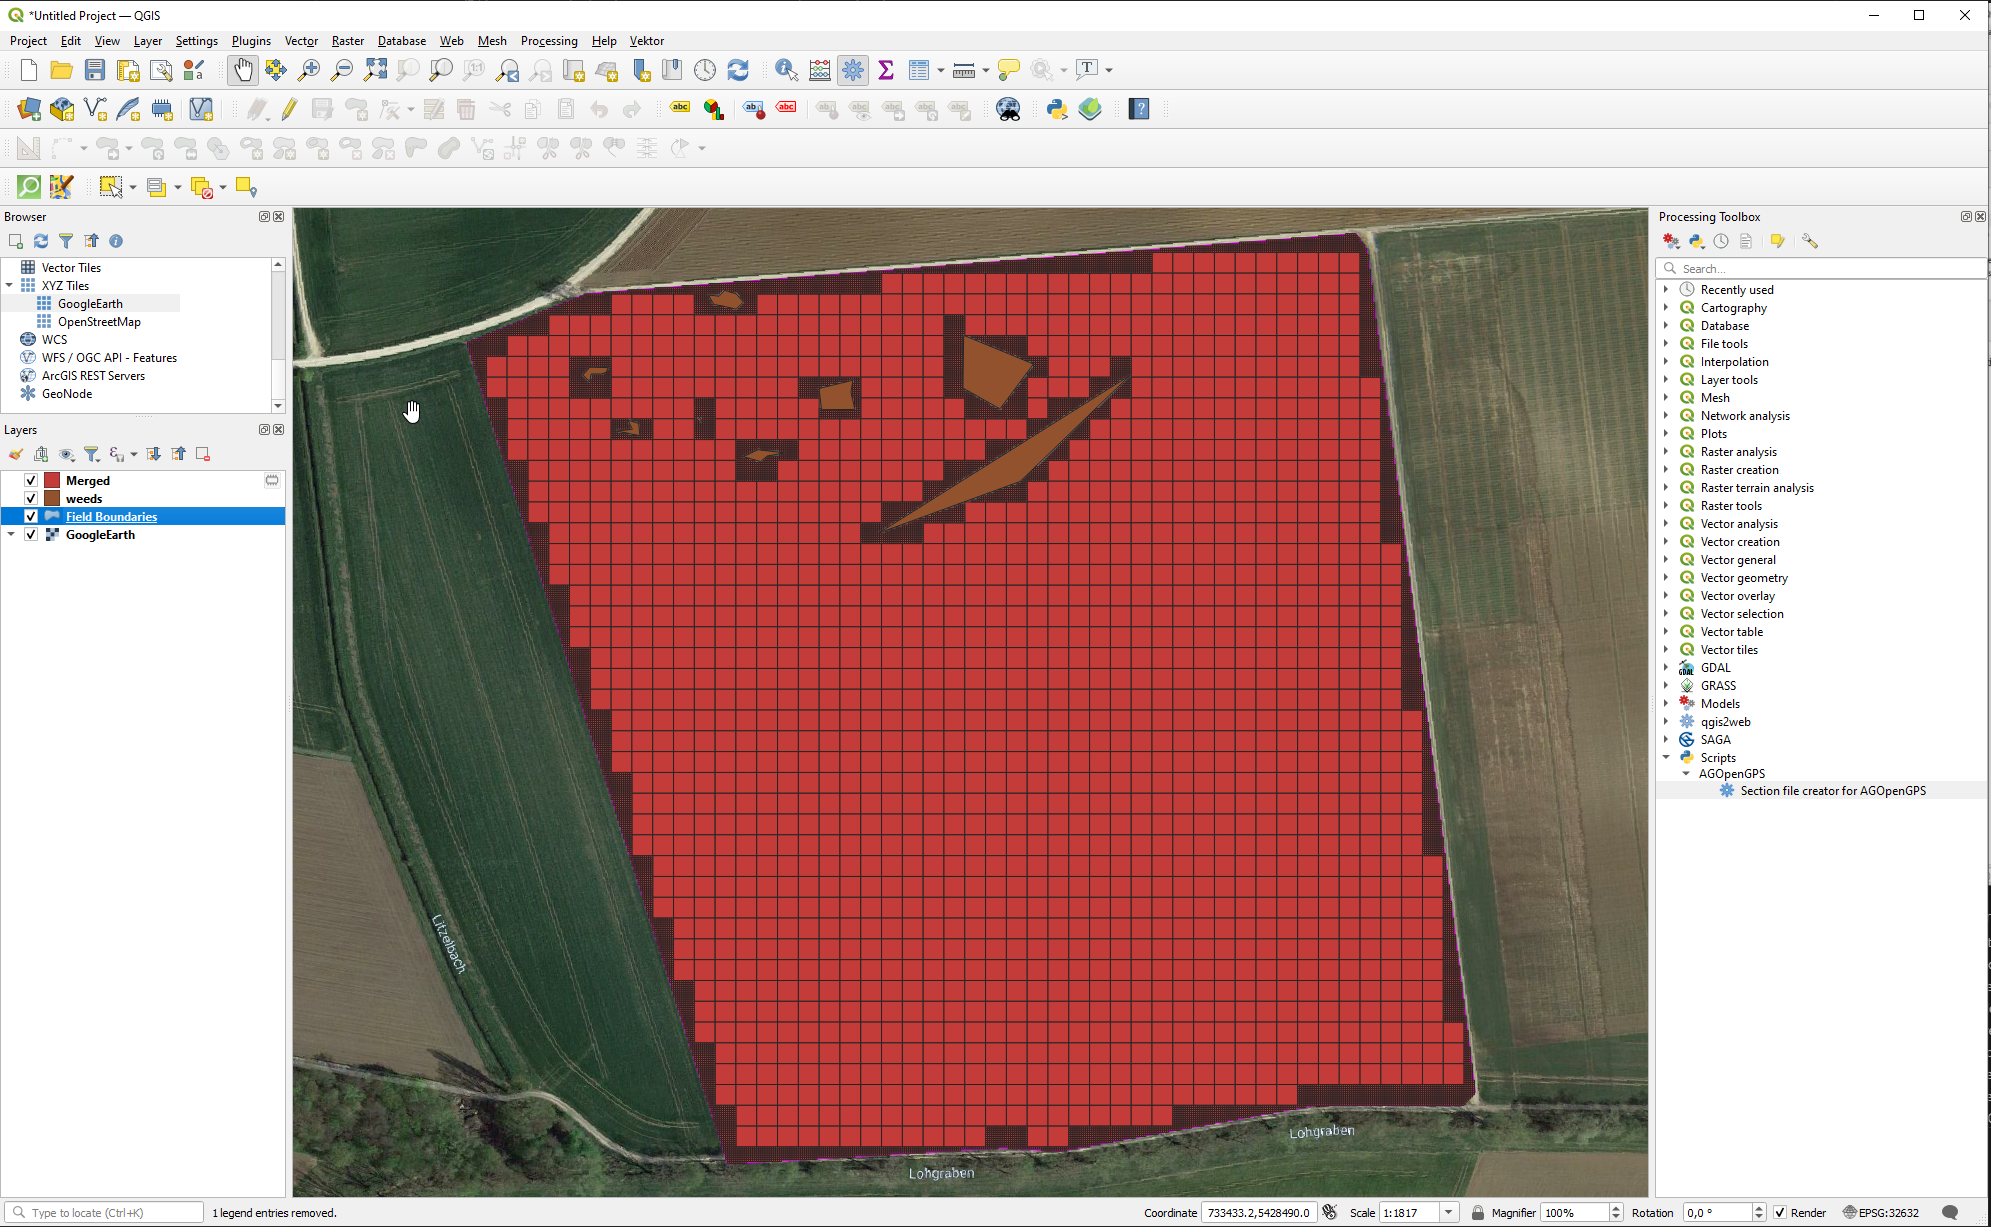 *Untitled Project — QGIS
Project Edit View Layer Settings Plugins Vector Raster Database Web Mesh Processing Help Vektor
Browser
Vector Tiles
XYZ Tiles
GoogleEarth
OpenStreetMap
WCS
WFS / OGC API - Features
ArcGIS REST Servers
GeoNode
Layers
Merged
weeds
Field Boundaries
GoogleEarth
Litzelbach
Lohgraben
Lohgraben
Processing Toolbox
Search...
Recently used
Cartography
Database
File tools
Interpolation
Layer tools
Mesh
Network analysis
Plots
Raster analysis
Raster creation
Raster terrain analysis
Raster tools
Vector analysis
Vector creation
Vector general
Vector geometry
Vector overlay
Vector selection
Vector table
Vector tiles
GDAL
GRASS
Models
qgis2web
SAGA
Scripts
AGOpenGPS
Section file creator for AGOpenGPS
Type to locate (Ctrl+K)
1 legend entries removed.
Coordinate 733433.2,5428490.0
Scale 1:1817
Magnifier 100%
Rotation 0,0 °
Render
EPSG:32632